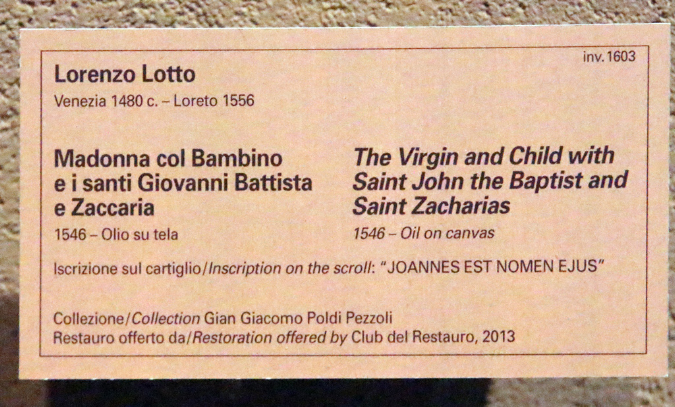 inv. 1603
Lorenzo Lotto
Venezia 1480 c. – Loreto 1556
Madonna col Bambino
e i santi Giovanni Battista
e Zaccaria
1546 – Olio su tela
The Virgin and Child with
Saint John the Baptist and
Saint Zacharias
1546 – Oil on canvas
Iscrizione sul cartiglio/Inscription on the scroll: “JOANNES EST NOMEN EJUS”
Collezione/Collection Gian Giacomo Poldi Pezzoli
Restauro offerto da/Restoration offered by Club del Restauro, 2013